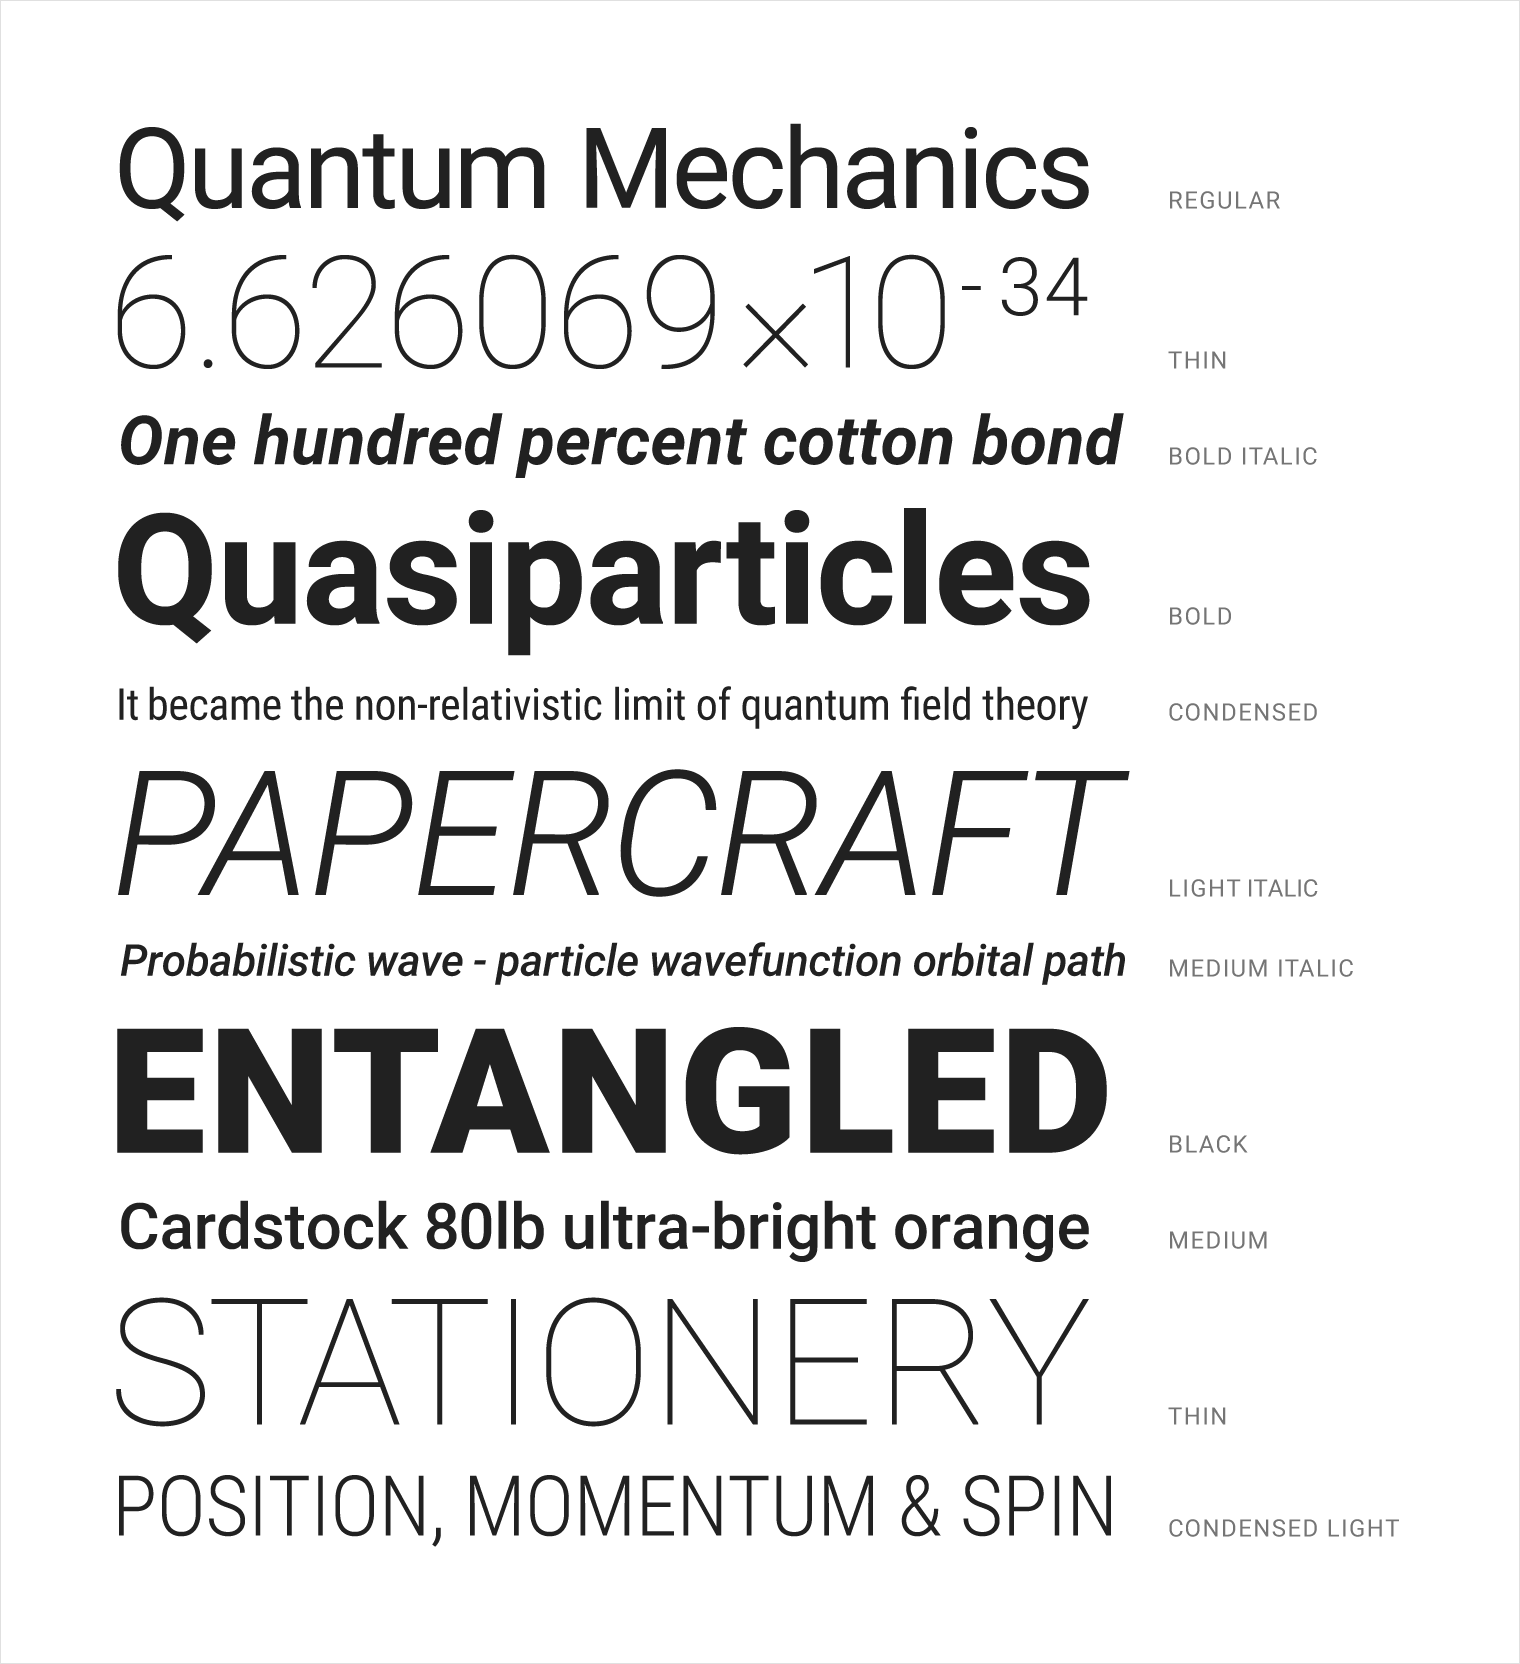 Quantum Mechanics REGULAR
6.626069×10⁻³⁴ THIN
One hundred percent cotton bond BOLD ITALIC
Quasiparticles BOLD
It became the non-relativistic limit of quantum field theory CONDENSED
PAPERCRAFT LIGHT ITALIC
Probabilistic wave - particle wavefunction orbital path MEDIUM ITALIC
ENTANGLED BLACK
Cardstock 80lb ultra-bright orange MEDIUM
STATIONERY THIN
POSITION, MOMENTUM & SPIN CONDENSED LIGHT